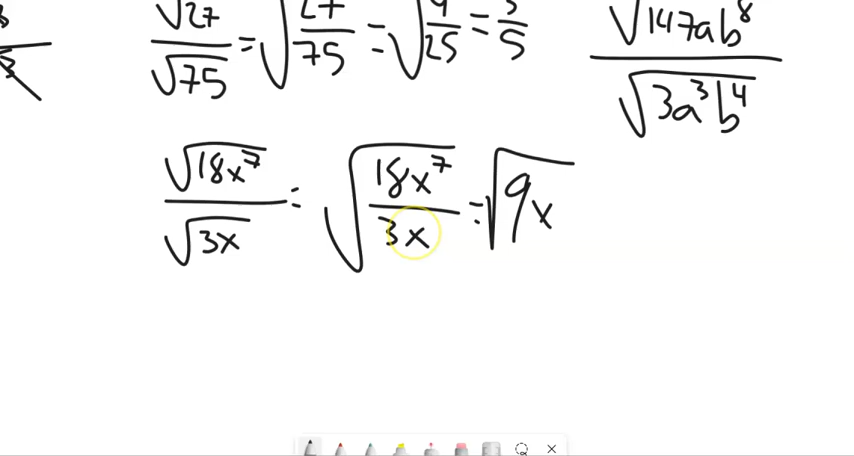 √27/√75 = √(27/75) = √(9/25) = 3/5
√(147ab⁸)/√(3a³b⁴)
√(18x⁷)/√(3x) = √(18x⁷/3x) = √(9x